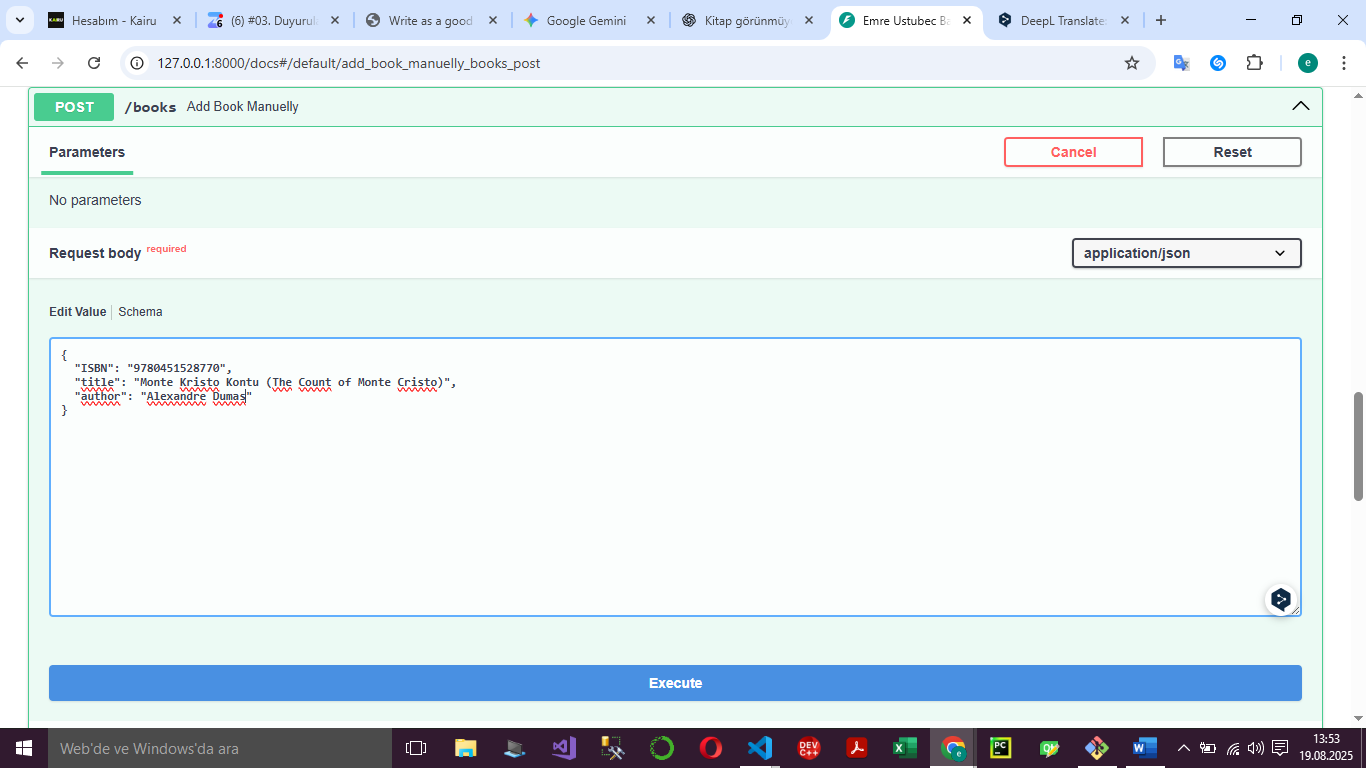 Hesabım - Kairu
(6) #03. Duyurul
Write as a good
Google Gemini
Kitap görünmüy
Emre Ustubec Ba
DeepL Translate
127.0.0.1:8000/docs#/default/add_book_manuelly_books_post
e
POST /books Add Book Manuelly
Parameters
Cancel
Reset
No parameters
Request body required
application/json
Edit Value
Schema
{
"ISBN": "9780451528770",
"title": "Monte Kristo Kontu (The Count of Monte Cristo)",
"author": "Alexandre Dumas"
}
Execute
Web'de ve Windows'da ara
13:53
19.08.2025